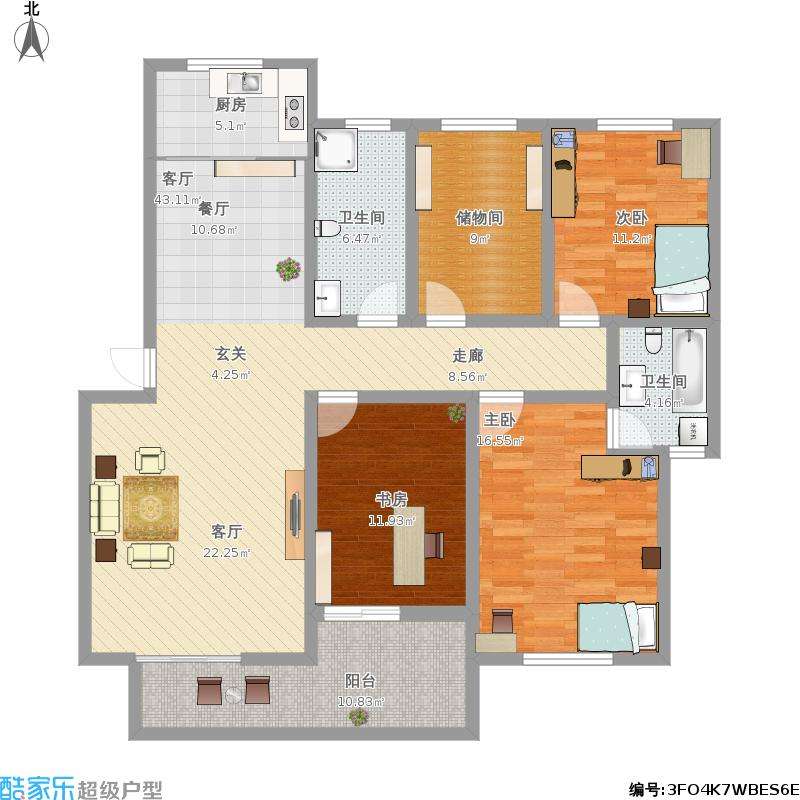 北
厨房
5.1㎡
客厅
43.11㎡
餐厅
10.68㎡
卫生间
6.47㎡
储物间
9㎡
次卧
11.2㎡
玄关
4.25㎡
走廊
8.56㎡
卫生间
4.16㎡
洗衣机
主卧
16.55㎡
书房
11.93㎡
客厅
22.25㎡
阳台
10.83㎡
酷家乐超级户型
编号:3FO4K7WBES6E